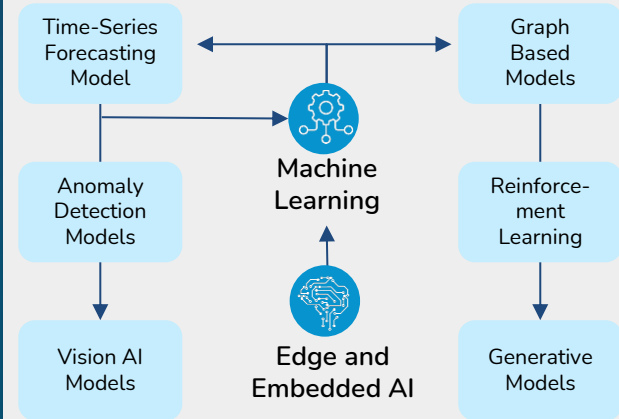 Time-Series
Forecasting
Model
Graph
Based
Models
Machine
Learning
Anomaly
Detection
Models
Reinforce-
ment
Learning
Edge and
Embedded AI
Vision AI
Models
Generative
Models